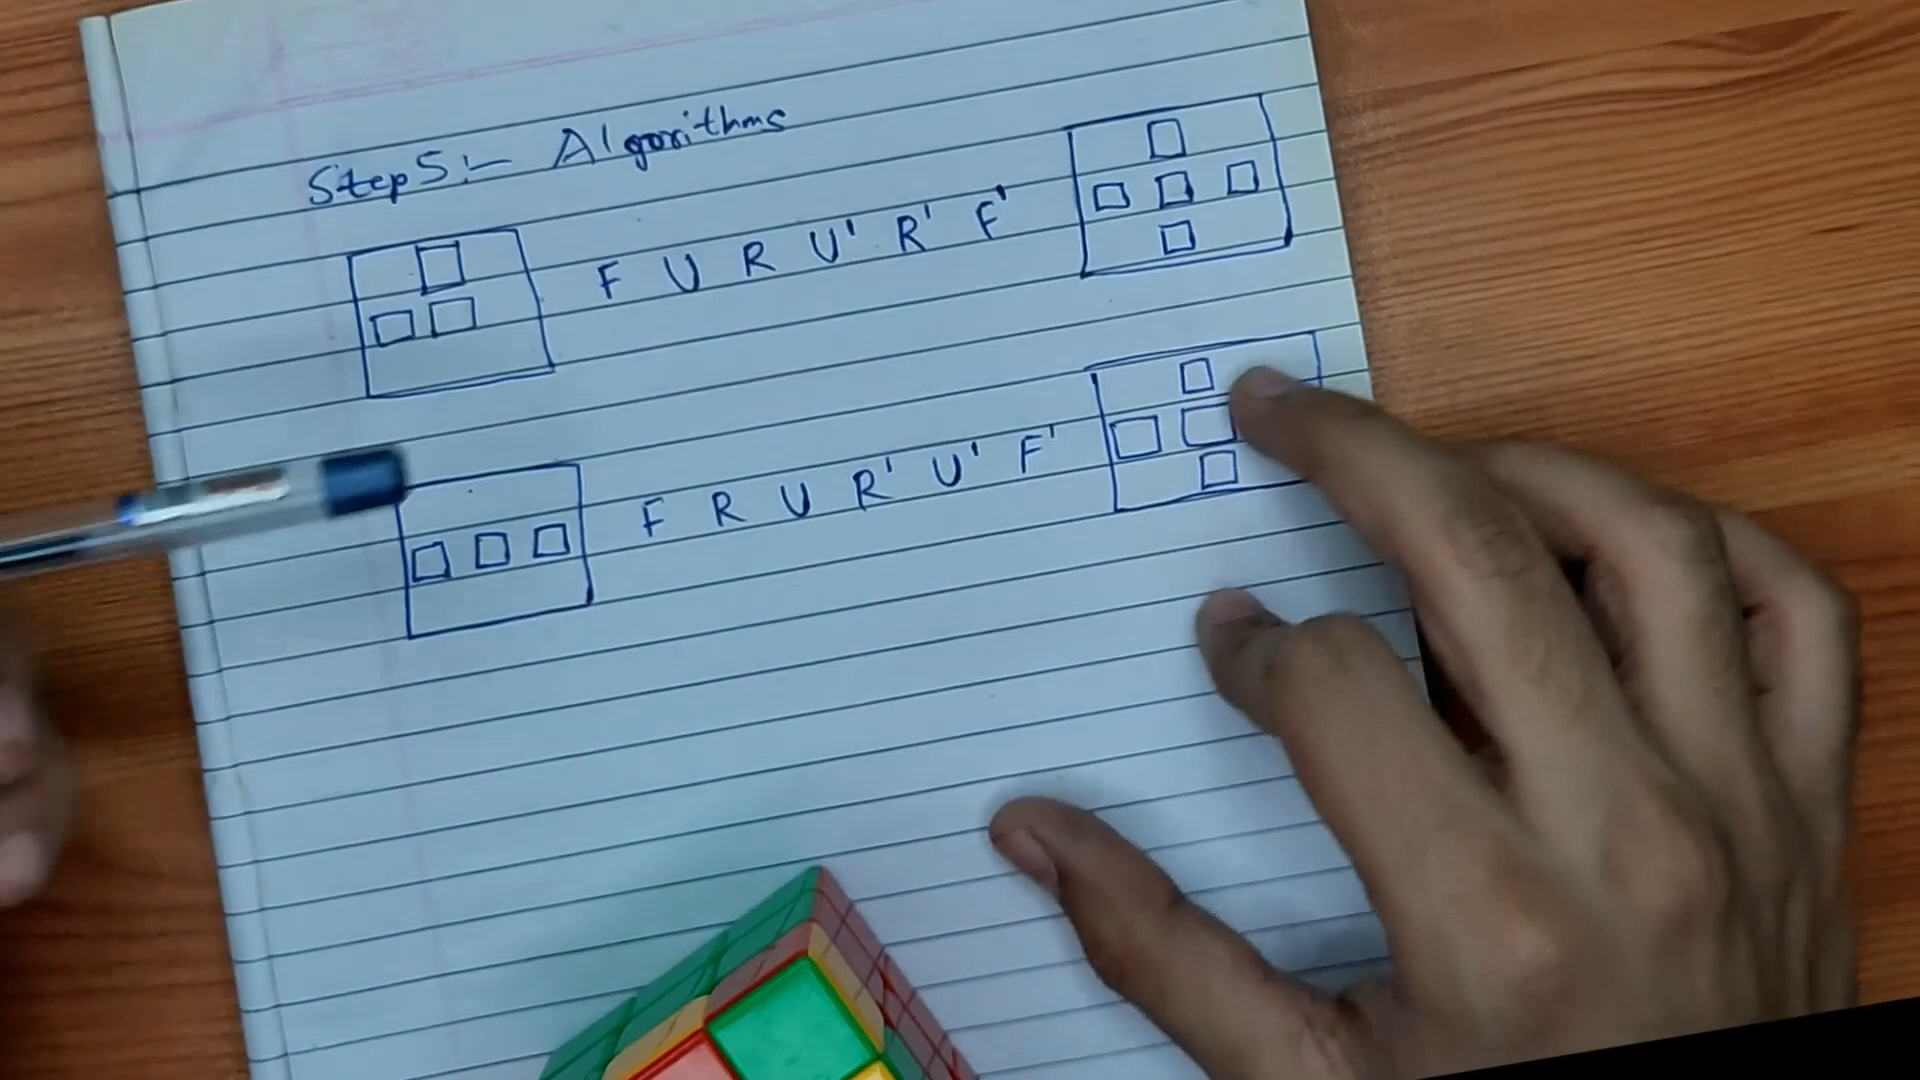 Step5:- Algorithms
F U R U' R' F'
F R U R' U' F'